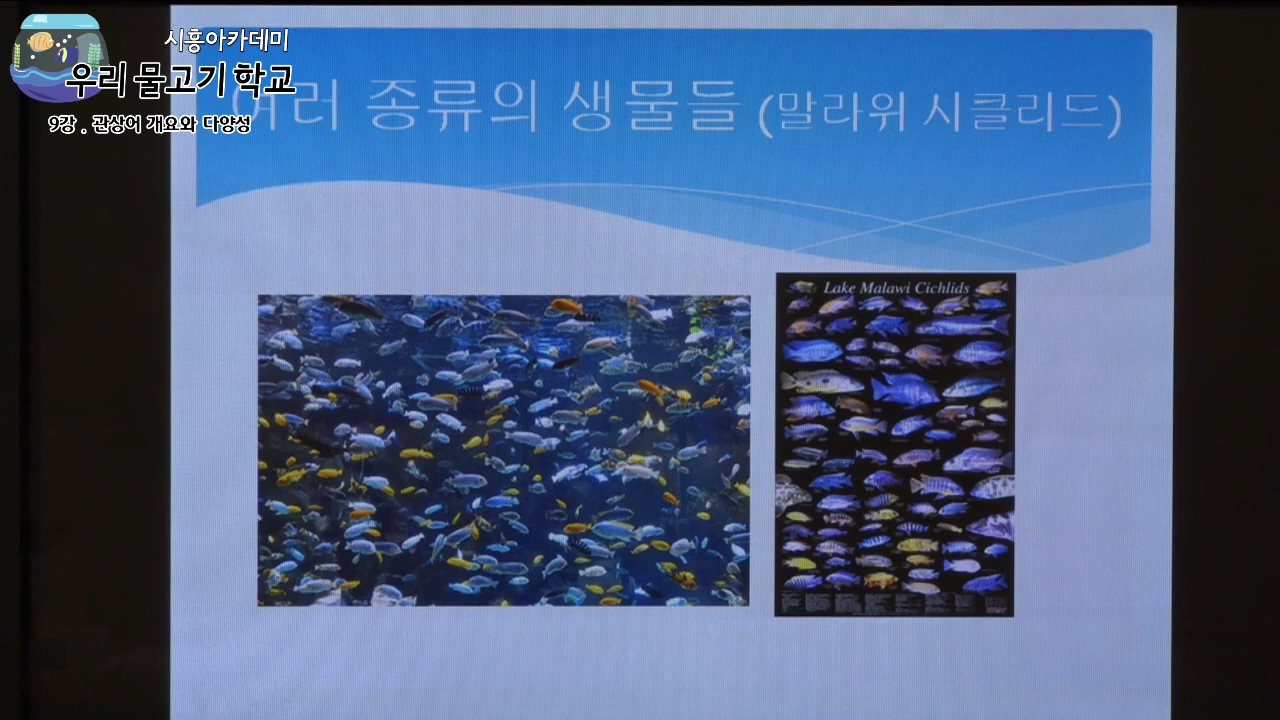 시흥아카데미
우리 물고기 학교
9강 . 관상어 개요와 다양성
여러 종류의 생물들 (말라위 시클리드)
Lake Malawi Cichlids